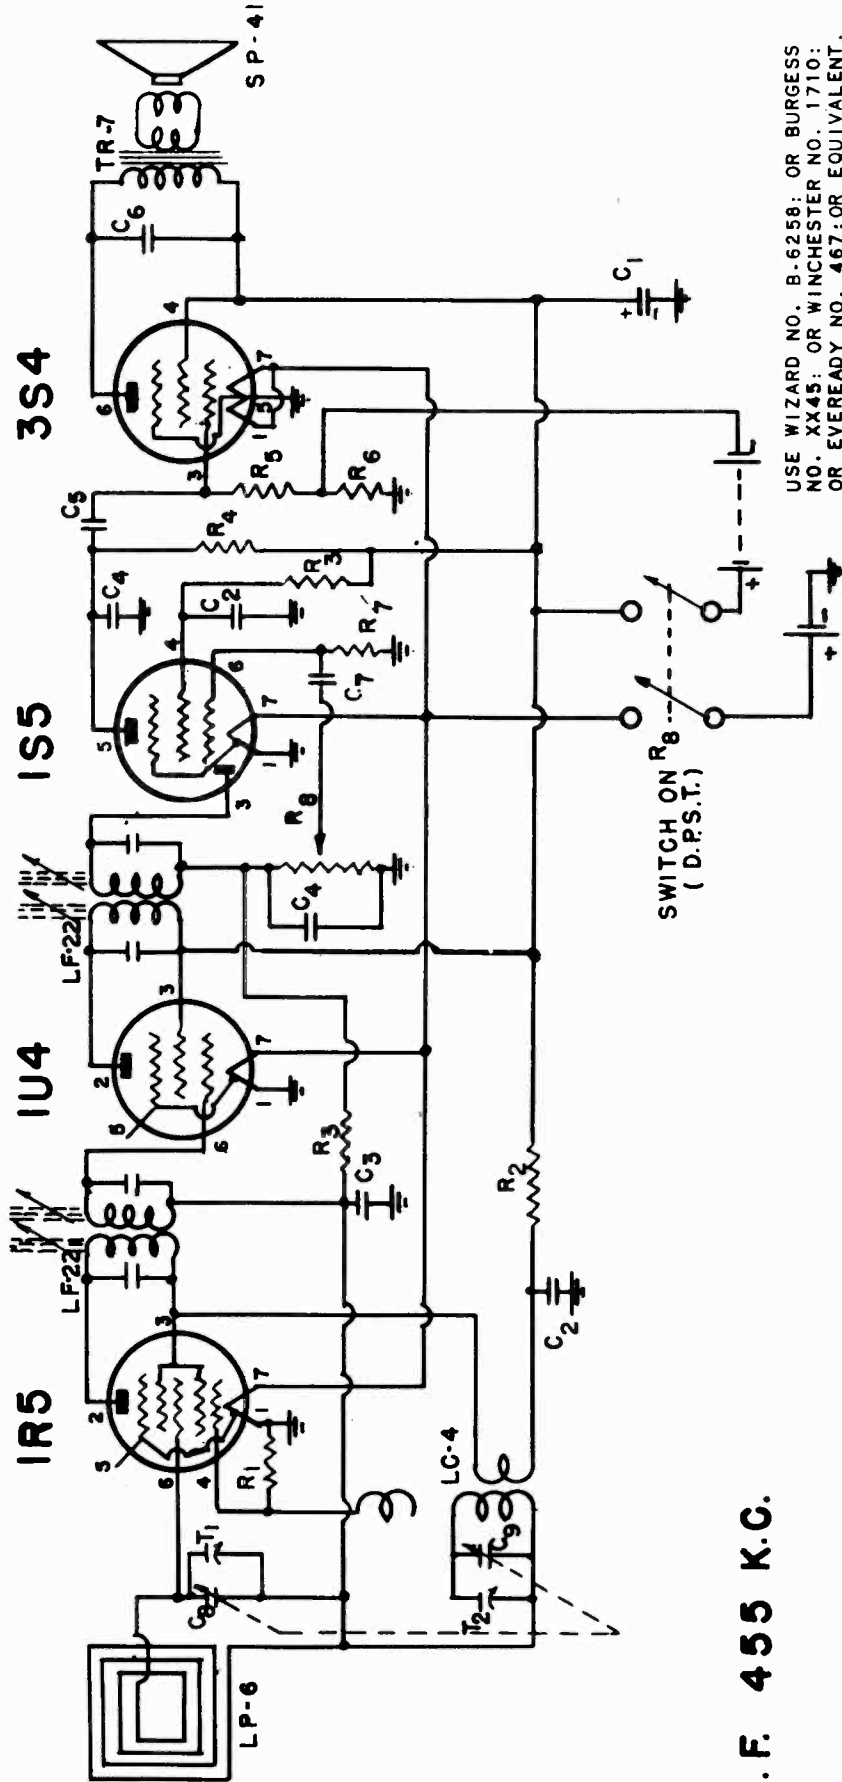 1R5
1U4
1S5
3S4
LF-22
LF-22
TR-7
SP-41
LP-6
LC-4
2
5
6
4
3
1
7
2
5
6
3
1
7
5
4
6
3
1
7
6
4
3
1
5
7
C8
T1
R1
T2
C9
C2
R2
C3
R3
C4
R8
C7
R7
C4
C2
R3
R4
C5
R5
R6
C6
C1
+
-
+
+
-
SWITCH ON R8
(D.P.S.T.)
USE WIZARD NO. B-6258: OR BURGESS
NO. XX45: OR WINCHESTER NO. 1710:
OR EVEREADY NO. 467: OR EQUIVALENT.
.F. 455 K.C.